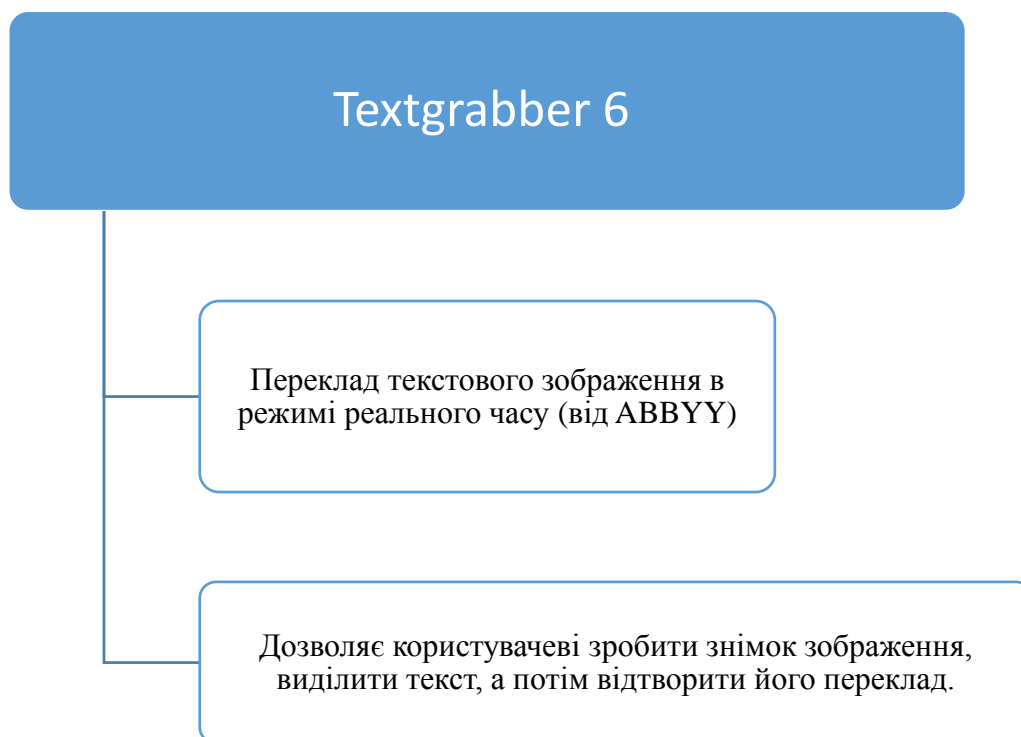 Textgrabber 6
Переклад текстового зображення в
режимі реального часу (від ABBYY)
Дозволяє користувачеві зробити знімок зображення,
виділити текст, а потім відтворити його переклад.